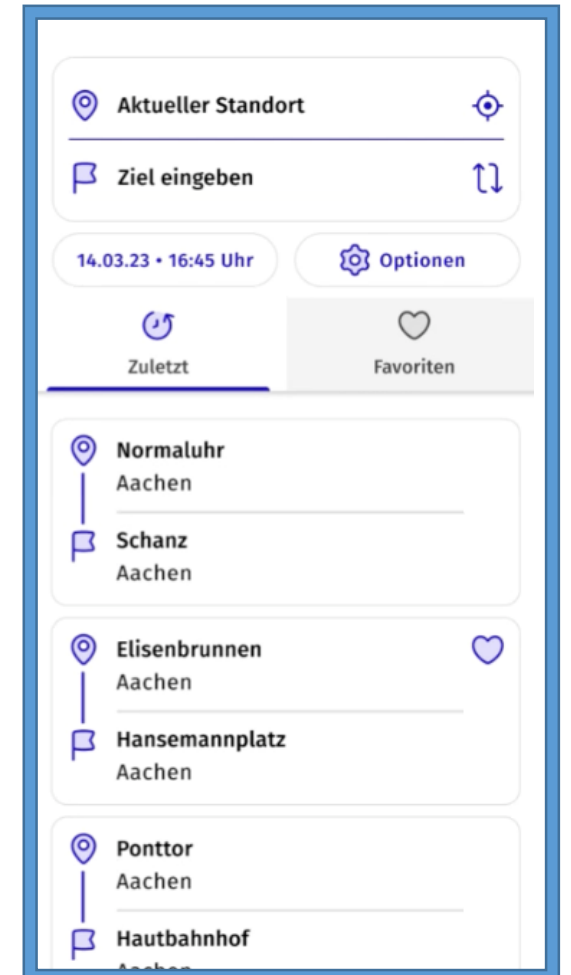 Aktueller Standort
Ziel eingeben
14.03.23 • 16:45 Uhr
Optionen
Zuletzt
Favoriten
Normaluhr
Aachen
Schanz
Aachen
Elisenbrunnen
Aachen
Hansemannplatz
Aachen
Ponttor
Aachen
Hautbahnhof
Aachen